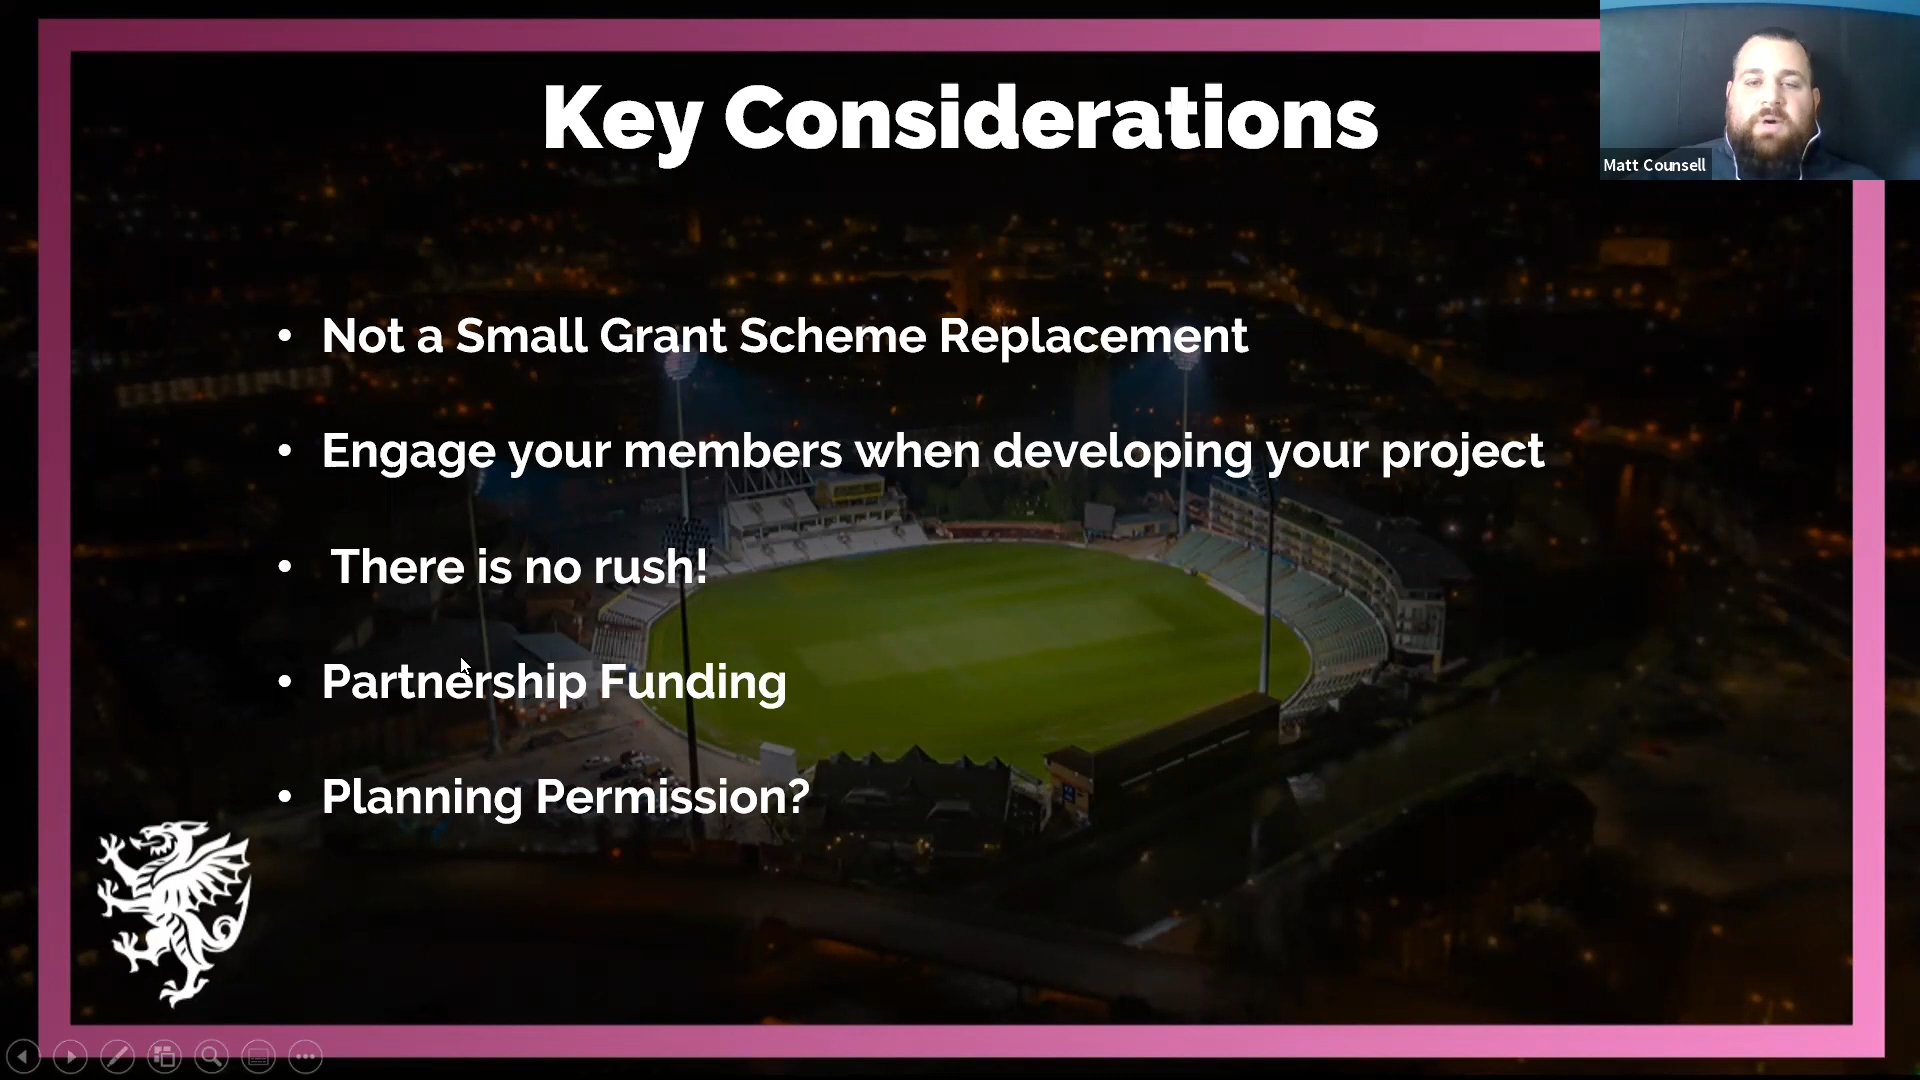 Key Considerations
Matt Counsell
• Not a Small Grant Scheme Replacement
• Engage your members when developing your project
• There is no rush!
• Partnership Funding
• Planning Permission?